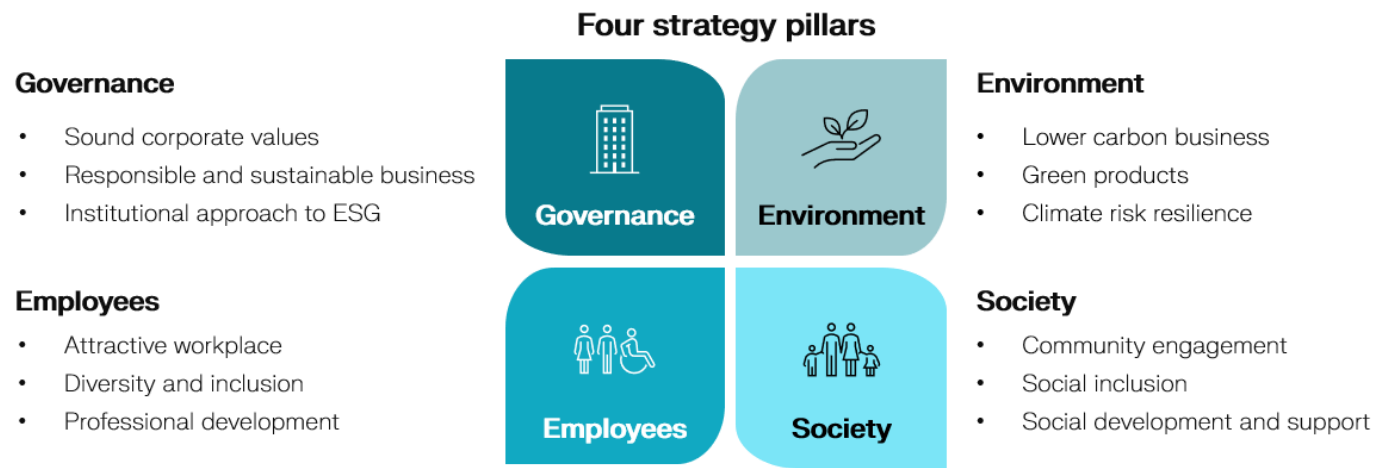 Four strategy pillars
Governance
• Sound corporate values
• Responsible and sustainable business
• Institutional approach to ESG
Governance
Environment
Environment
• Lower carbon business
• Green products
• Climate risk resilience
Employees
• Attractive workplace
• Diversity and inclusion
• Professional development
Employees
Society
Society
• Community engagement
• Social inclusion
• Social development and support